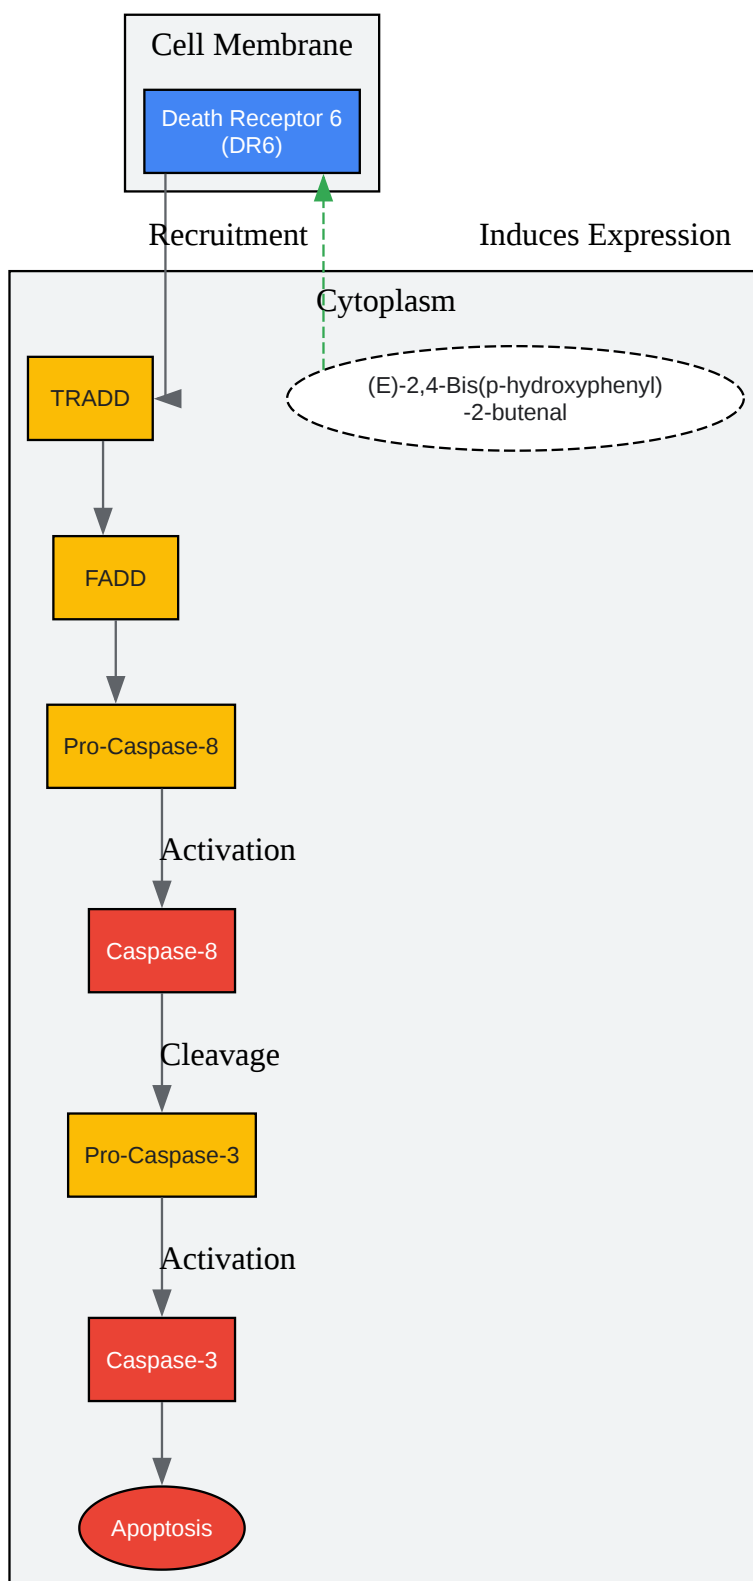 Cell Membrane
Death Receptor 6
(DR6)
Recruitment
Induces Expression
Cytoplasm
TRADD
(E)-2,4-Bis(p-hydroxyphenyl)
-2-butenal
FADD
Pro-Caspase-8
Activation
Caspase-8
Cleavage
Pro-Caspase-3
Activation
Caspase-3
Apoptosis